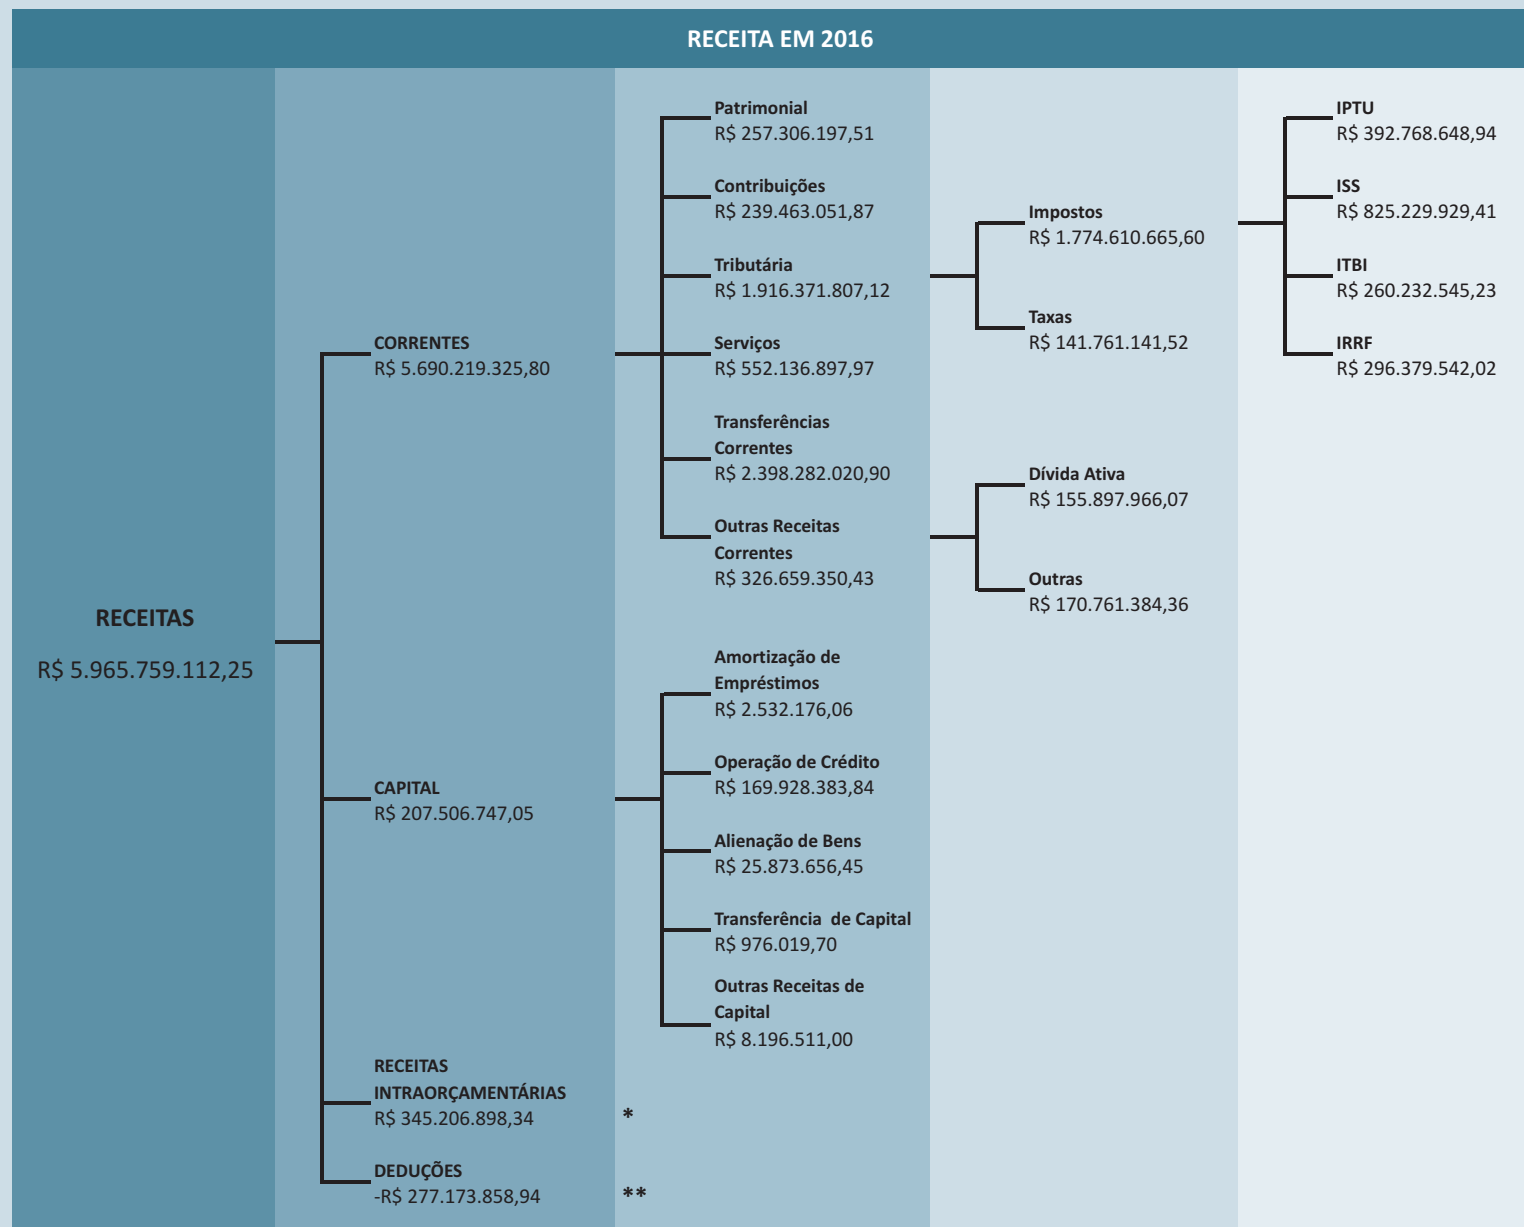 RECEITA EM 2016
RECEITAS
R$ 5.965.759.112,25
CORRENTES
R$ 5.690.219.325,80
CAPITAL
R$ 207.506.747,05
RECEITAS
INTRAORÇAMENTÁRIAS
R$ 345.206.898,34
*
DEDUÇÕES
-R$ 277.173.858,94
**
Patrimonial
R$ 257.306.197,51
Contribuições
R$ 239.463.051,87
Tributária
R$ 1.916.371.807,12
Serviços
R$ 552.136.897,97
Transferências
Correntes
R$ 2.398.282.020,90
Outras Receitas
Correntes
R$ 326.659.350,43
Amortização de
Empréstimos
R$ 2.532.176,06
Operação de Crédito
R$ 169.928.383,84
Alienação de Bens
R$ 25.873.656,45
Transferência  de Capital
R$ 976.019,70
Outras Receitas de
Capital
R$ 8.196.511,00
Impostos
R$ 1.774.610.665,60
Taxas
R$ 141.761.141,52
Dívida Ativa
R$ 155.897.966,07
Outras
R$ 170.761.384,36
IPTU
R$ 392.768.648,94
ISS
R$ 825.229.929,41
ITBI
R$ 260.232.545,23
IRRF
R$ 296.379.542,02